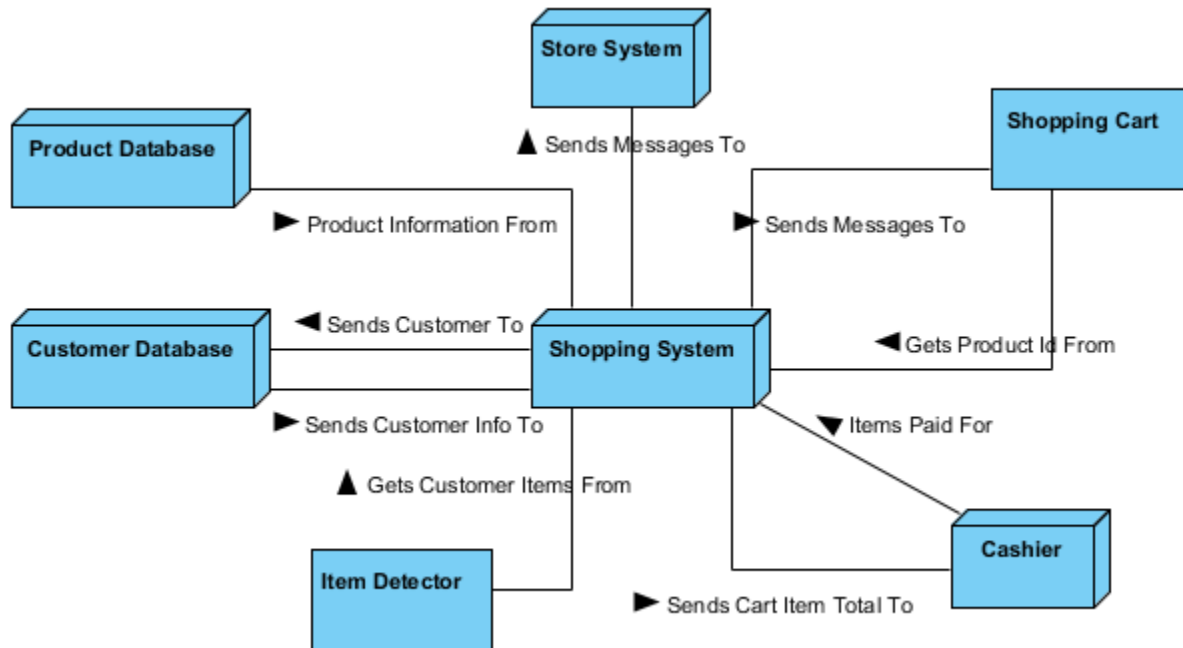 Store System
Product Database
Shopping Cart
Sends Messages To
Product Information From
Sends Messages To
Customer Database
Sends Customer To
Shopping System
Gets Product Id From
Sends Customer Info To
Items Paid For
Gets Customer Items From
Cashier
Item Detector
Sends Cart Item Total To